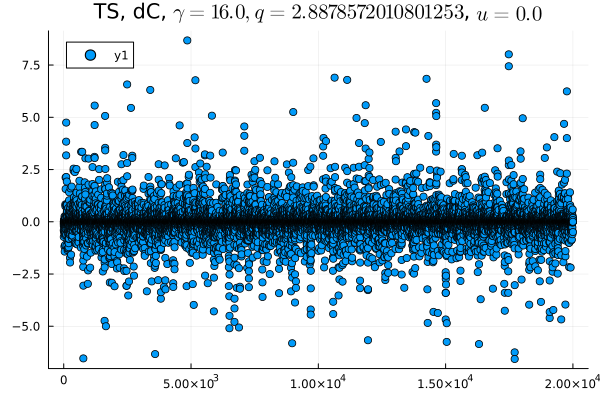 TS, dC, γ = 16.0, q = 2.8878572010801253, u = 0.0
y1
7.5
5.0
2.5
0.0
−2.5
−5.0
0 5.00×10³ 1.00×10⁴ 1.50×10⁴ 2.00×10⁴